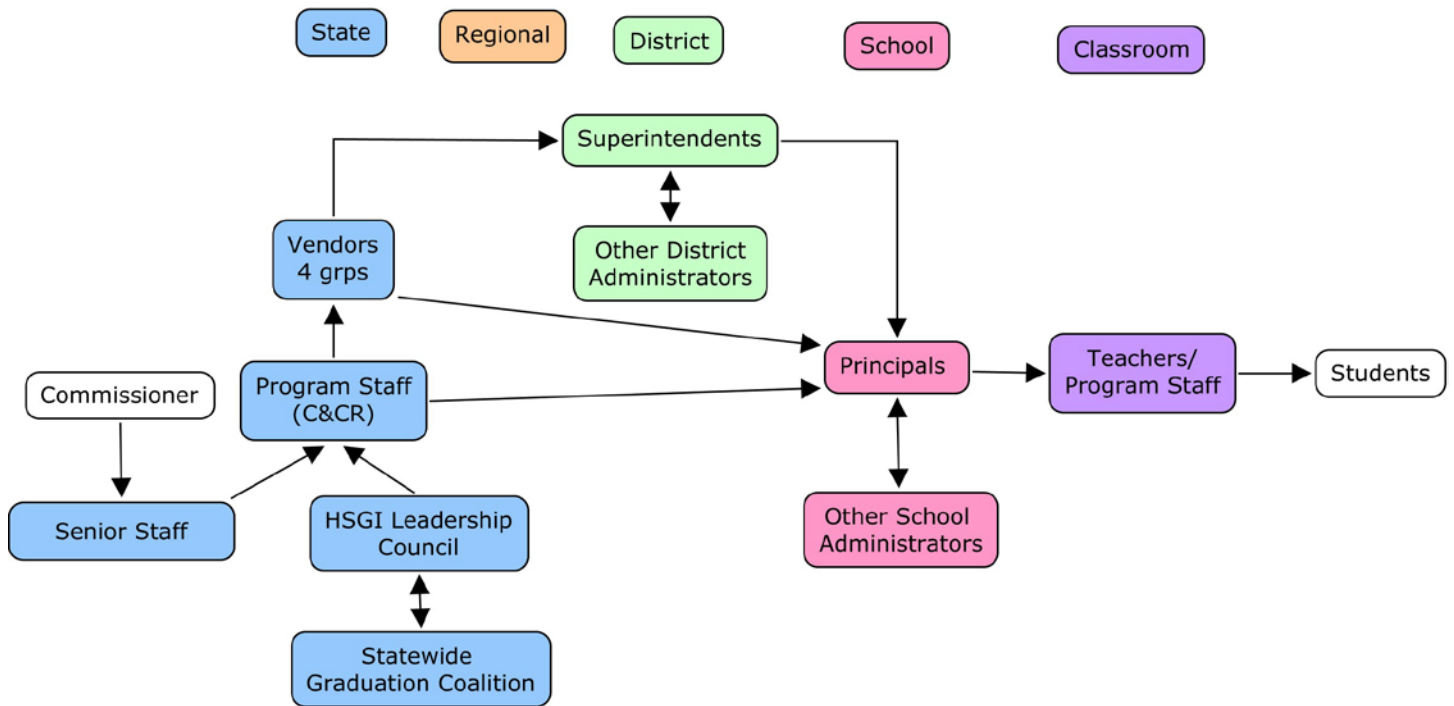 State
Regional
District
School
Classroom
Superintendents
Vendors
4 grps
Other District
Administrators
Commissioner
Program Staff
(C&CR)
Principals
Teachers/
Program Staff
Students
Senior Staff
HSGI Leadership
Council
Other School
Administrators
Statewide
Graduation Coalition